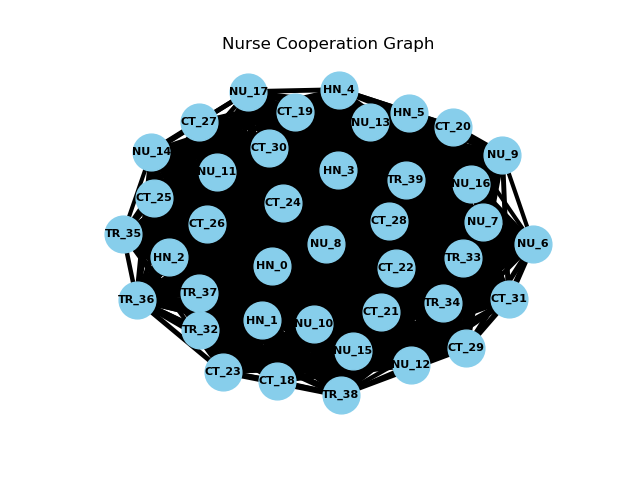 Nurse Cooperation Graph
NU_17
HN_4
CT_19
HN_5
CT_27
NU_13
CT_20
CT_30
NU_14
NU_9
NU_11
HN_3
TR_39
NU_16
CT_25
CT_24
CT_28
NU_7
CT_26
TR_35
NU_8
NU_6
HN_2
TR_33
HN_0
CT_22
TR_37
TR_36
CT_31
TR_34
CT_21
HN_1
NU_10
TR_32
CT_29
NU_15
NU_12
CT_23
CT_18
TR_38